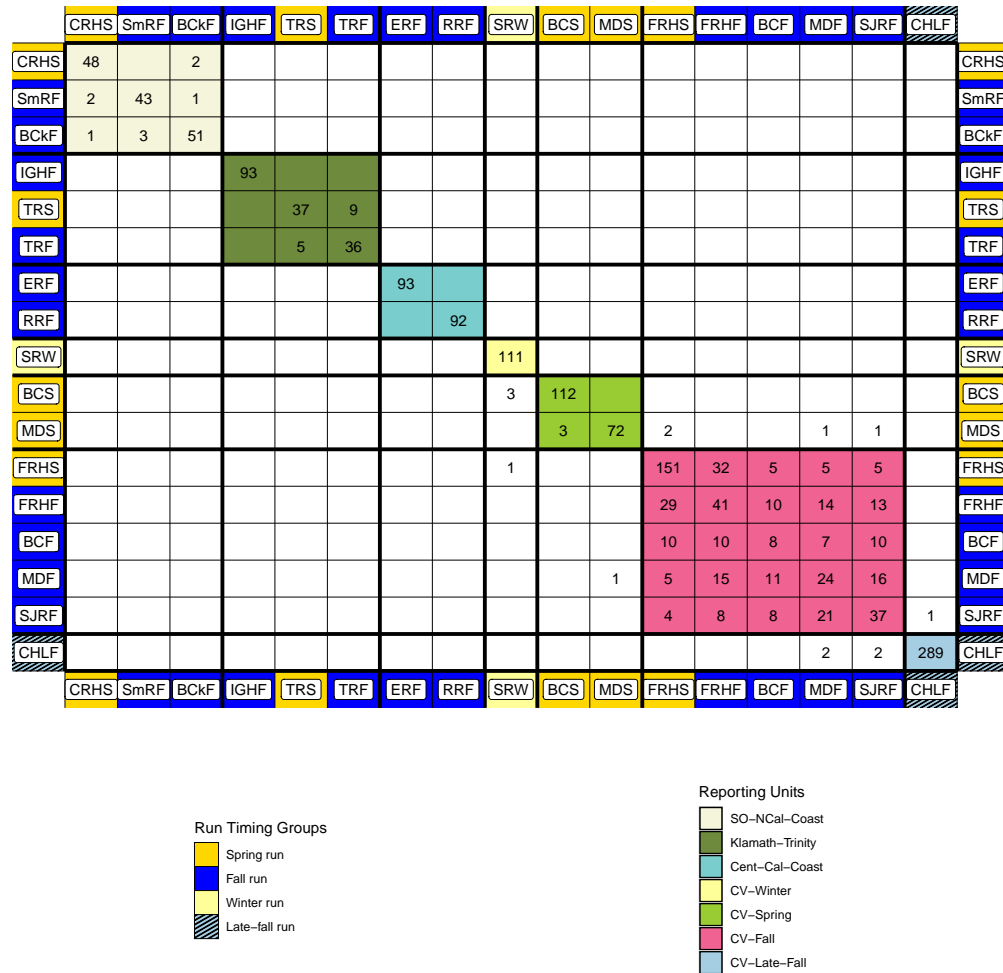 CRHS SmRF BCkF IGHF TRS TRF ERF RRF SRW BCS MDS FRHS FRHF BCF MDF SJRF CHLF
CRHS 48 2 CRHS
SmRF 2 43 1 SmRF
BCkF 1 3 51 BCkF
IGHF 93 IGHF
TRS 37 9 TRS
TRF 5 36 TRF
ERF 93 ERF
RRF 92 RRF
SRW 111 SRW
BCS 3 112 BCS
MDS 3 72 2 1 1 MDS
FRHS 1 151 32 5 5 5 FRHS
FRHF 29 41 10 14 13 FRHF
BCF 10 10 8 7 10 BCF
MDF 1 5 15 11 24 16 MDF
SJRF 4 8 8 21 37 1 SJRF
CHLF 2 2 289 CHLF
CRHS SmRF BCkF IGHF TRS TRF ERF RRF SRW BCS MDS FRHS FRHF BCF MDF SJRF CHLF
Run Timing Groups
Spring run
Fall run
Winter run
Late−fall run
Reporting Units
SO−NCal−Coast
Klamath−Trinity
Cent−Cal−Coast
CV−Winter
CV−Spring
CV−Fall
CV−Late−Fall